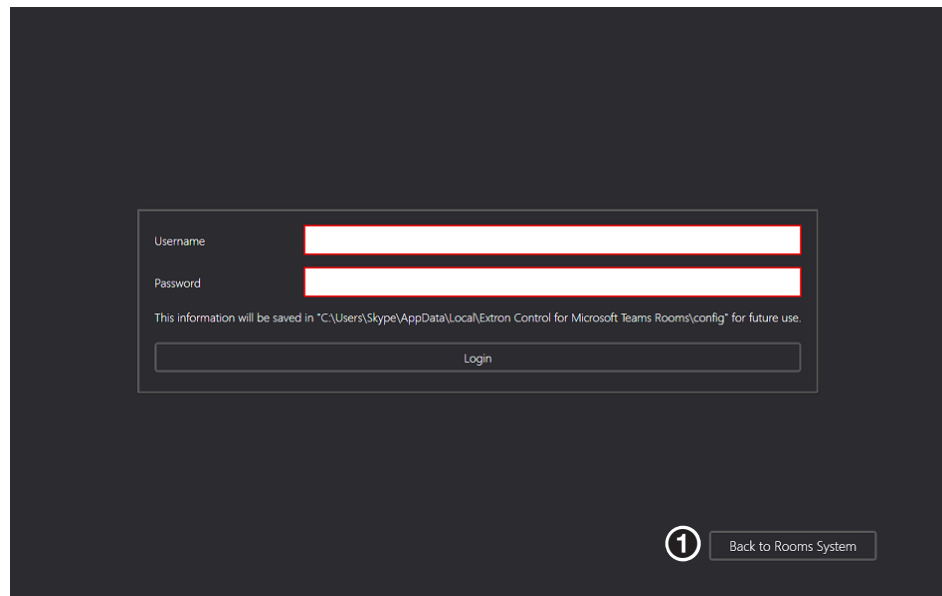 Username
Password
This information will be saved in "C:\Users\Skype\AppData\Local\Extron Control for Microsoft Teams Rooms\config" for future use.
Login
1 Back to Rooms System